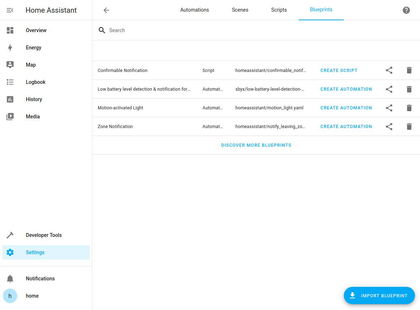 Home Assistant
Automations
Scenes
Scripts
Blueprints
Overview
Search
Energy
Map
Logbook
History
Media
Confirmable Notification
Script
homeassistant/confirmable_notif...
CREATE SCRIPT
Low battery level detection & notification for...
Automat...
sbyx/low-battery-level-detection-...
CREATE AUTOMATION
Motion-activated Light
Automat...
homeassistant/motion_light.yaml
CREATE AUTOMATION
Zone Notification
Automat...
homeassistant/notify_leaving_zo...
CREATE AUTOMATION
DISCOVER MORE BLUEPRINTS
Developer Tools
Settings
Notifications
h
home
IMPORT BLUEPRINT